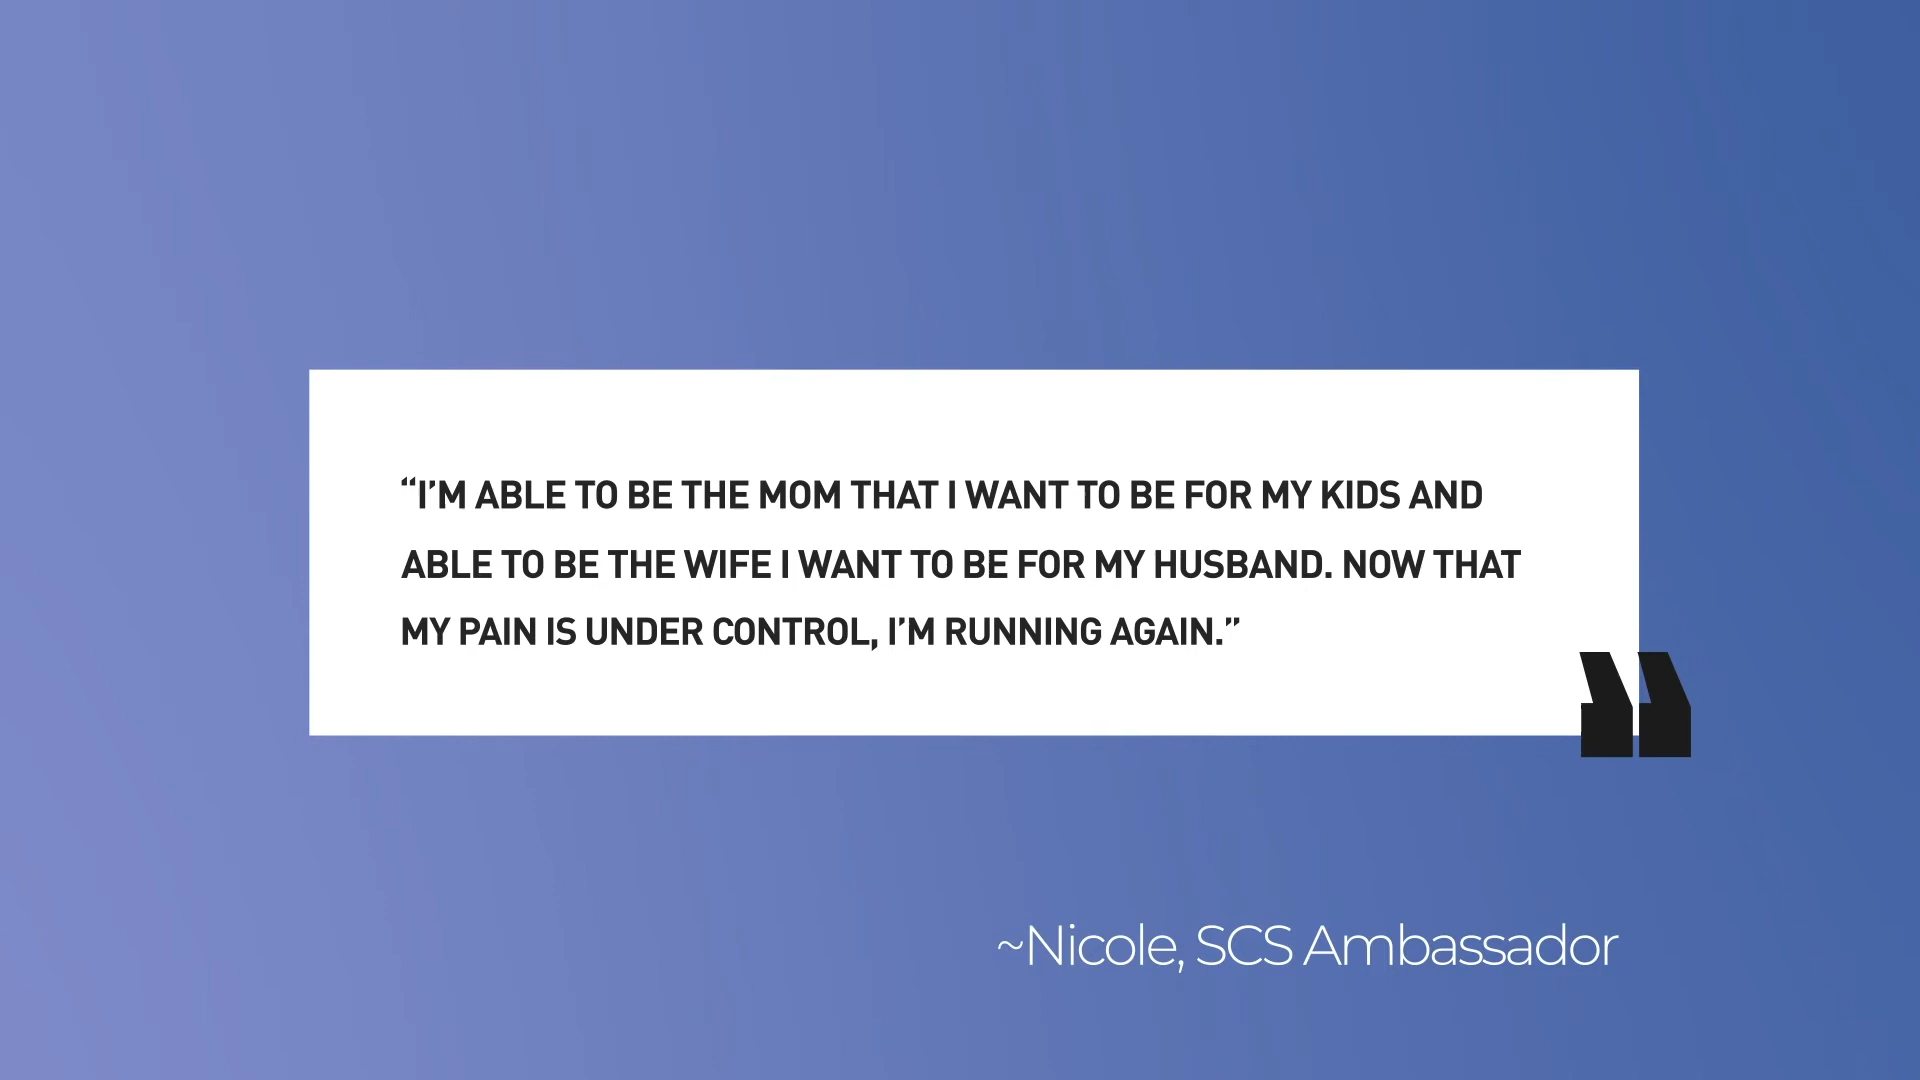 “I’M ABLE TO BE THE MOM THAT I WANT TO BE FOR MY KIDS AND
ABLE TO BE THE WIFE I WANT TO BE FOR MY HUSBAND. NOW THAT
MY PAIN IS UNDER CONTROL, I’M RUNNING AGAIN.”
~Nicole, SCS Ambassador